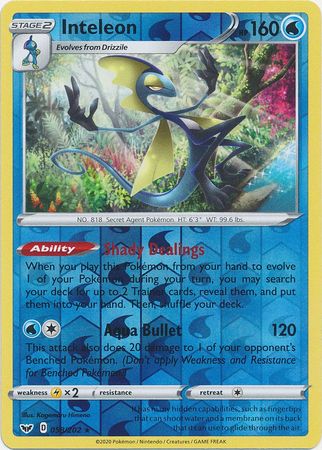 STAGE 2
Inteleon
HP 160
Evolves from Drizzile
NO. 818 Secret Agent Pokémon HT: 6'3" WT: 99.6 lbs.
Ability Shady Dealings
When you play this Pokémon from your hand to evolve
1 of your Pokémon during your turn, you may search
your deck for up to 2 Trainer cards, reveal them, and
put them into your hand. Then, shuffle your deck.
Aqua Bullet 120
This attack also does 20 damage to 1 of your opponent's
Benched Pokémon. (Don't apply Weakness and Resistance
for Benched Pokémon.)
weakness ×2 resistance retreat
Illus. Kagemaru Himeno
D 058/202 ★
It has many hidden capabilities, such as fingertips
that can shoot water and a membrane on its back that
it can use to glide through the air.
©2020 Pokémon / Nintendo / Creatures / GAME FREAK